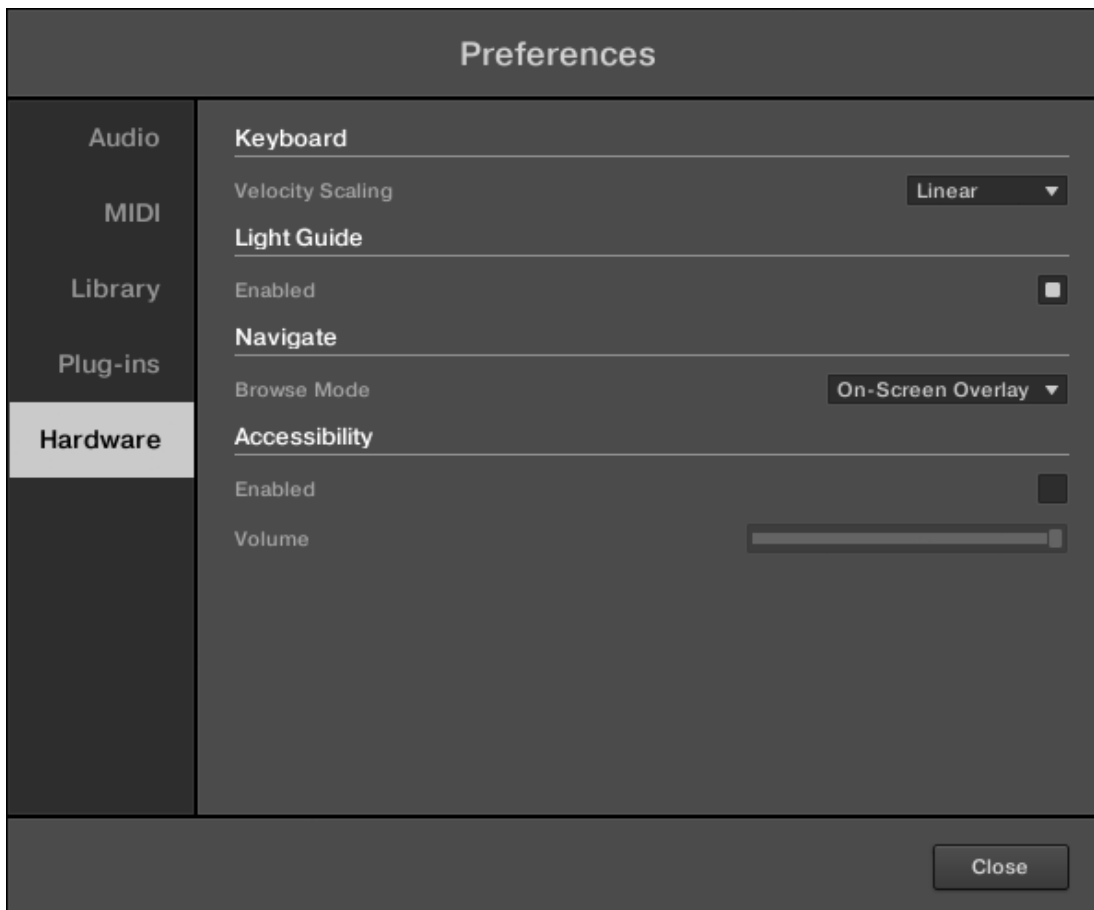 Preferences
Audio
MIDI
Library
Plug-ins
Hardware
Keyboard
Velocity Scaling Linear
Light Guide
Enabled
Navigate
Browse Mode On-Screen Overlay
Accessibility
Enabled
Volume
Close